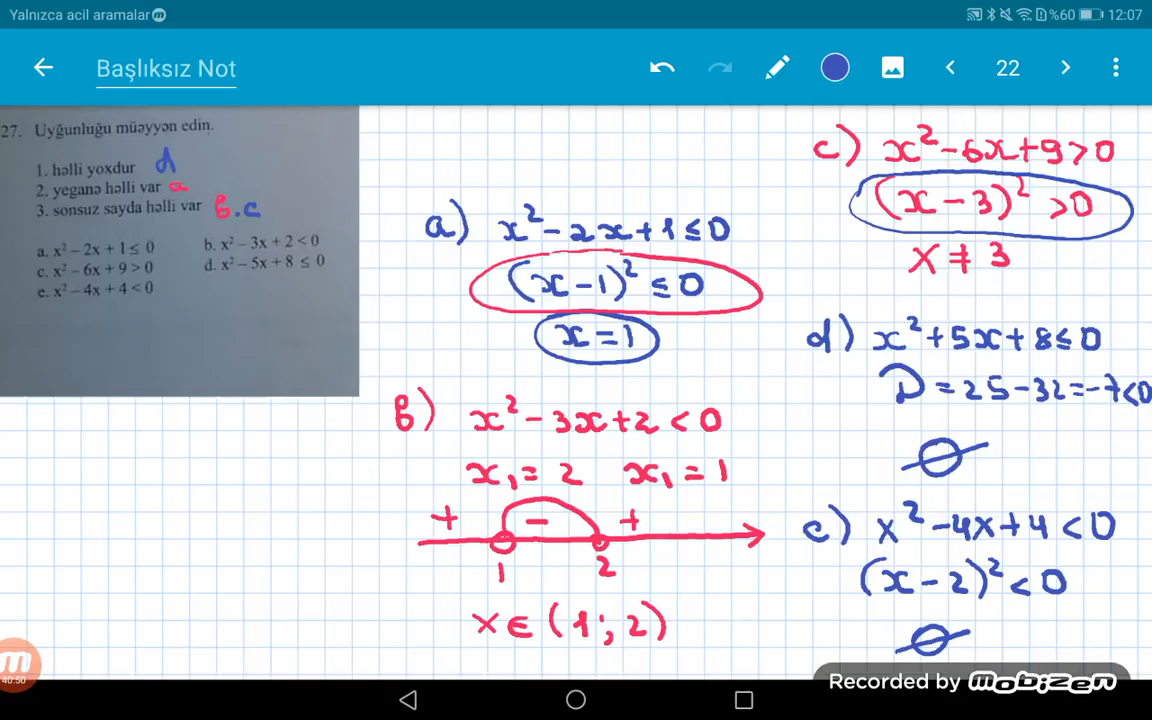 Yalnızca acil aramalar
%60 12:07
Başlıksız Not
22
27. Uyğunluğu müəyyən edin.
1. həlli yoxdur d
2. yeganə həlli var a
3. sonsuz sayda həlli var b.c
a. x² – 2x + 1 ≤ 0
b. x² – 3x + 2 < 0
c. x² – 6x + 9 > 0
d. x² – 5x + 8 ≤ 0
e. x² – 4x + 4 < 0
a) x² - 2x + 1 ≤ 0
(x - 1)² ≤ 0
x = 1
b) x² - 3x + 2 < 0
x₁ = 2 x₁ = 1
+ - +
1 2
x ∈ (1; 2)
c) x² - 6x + 9 > 0
(x - 3)² > 0
x ≠ 3
d) x² + 5x + 8 ≤ 0
D = 25 - 32 = -7 < 0
∅
e) x² - 4x + 4 < 0
(x - 2)² < 0
∅
40:50
Recorded by mobizen